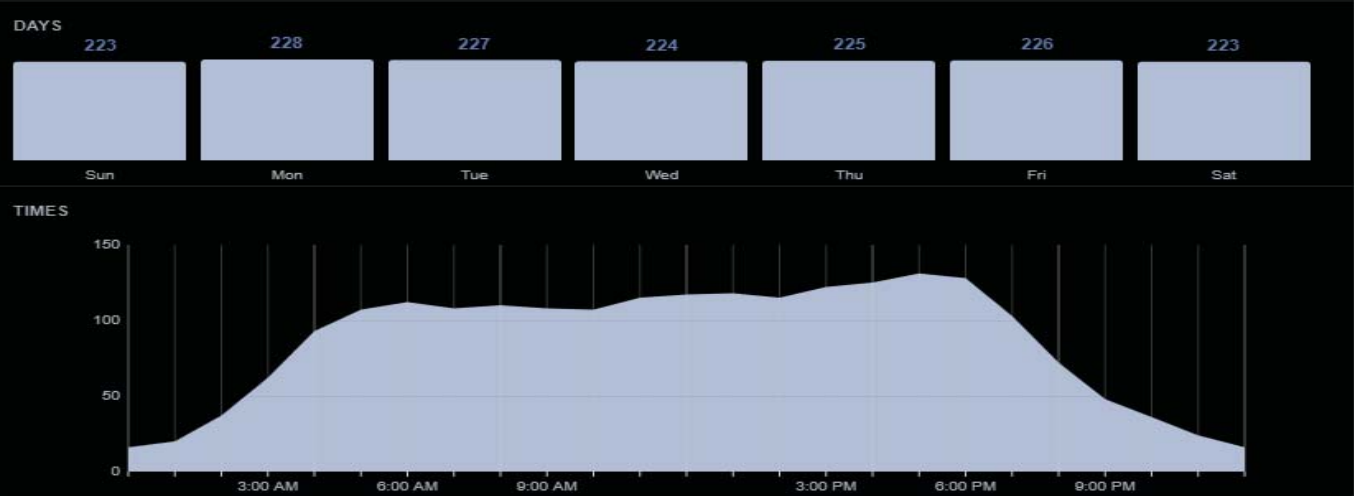 DAYS
223 228 227 224 225 226 223
Sun Mon Tue Wed Thu Fri Sat
TIMES
150
100
50
0
3:00 AM 6:00 AM 9:00 AM 3:00 PM 6:00 PM 9:00 PM